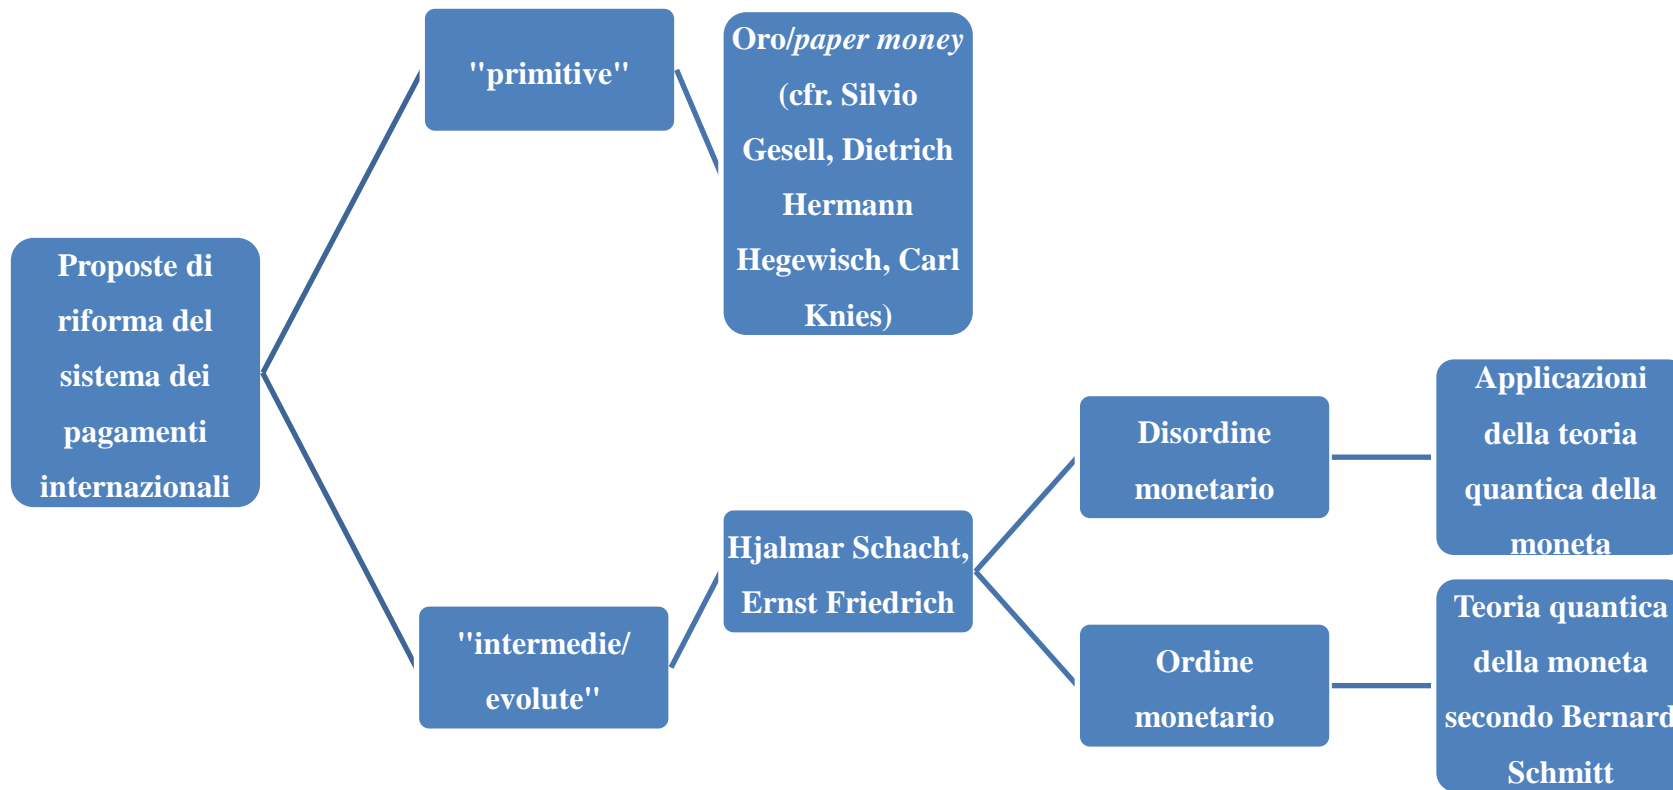 Proposte di
riforma del
sistema dei
pagamenti
internazionali
"primitive"
Oro/paper money
(cfr. Silvio
Gesell, Dietrich
Hermann
Hegewisch, Carl
Knies)
"intermedie/
evolute"
Hjalmar Schacht,
Ernst Friedrich
Disordine
monetario
Applicazioni
della teoria
quantica della
moneta
Ordine
monetario
Teoria quantica
della moneta
secondo Bernard
Schmitt